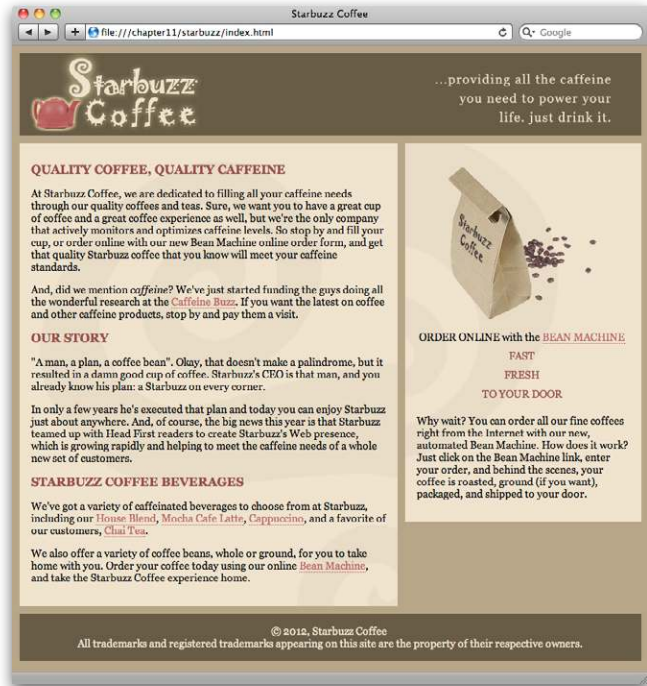 Starbuzz Coffee
file:///chapter11/starbuzz/index.html
Google
Starbuzz
Coffee
...providing all the caffeine
you need to power your
life. just drink it.
QUALITY COFFEE, QUALITY CAFFEINE
At Starbuzz Coffee, we are dedicated to filling all your caffeine needs
through our quality coffees and teas. Sure, we want you to have a great cup
of coffee and a great coffee experience as well, but we're the only company
that actively monitors and optimizes caffeine levels. So stop by and fill your
cup, or order online with our new Bean Machine online order form, and get
that quality Starbuzz coffee that you know will meet your caffeine
standards.
And, did we mention caffeine? We've just started funding the guys doing all
the wonderful research at the Caffeine Buzz. If you want the latest on coffee
and other caffeine products, stop by and pay them a visit.
OUR STORY
"A man, a plan, a coffee bean". Okay, that doesn't make a palindrome, but it
resulted in a damn good cup of coffee. Starbuzz's CEO is that man, and you
already know his plan: a Starbuzz on every corner.
In only a few years he's executed that plan and today you can enjoy Starbuzz
just about anywhere. And, of course, the big news this year is that Starbuzz
teamed up with Head First readers to create Starbuzz's Web presence,
which is growing rapidly and helping to meet the caffeine needs of a whole
new set of customers.
STARBUZZ COFFEE BEVERAGES
We've got a variety of caffeinated beverages to choose from at Starbuzz,
including our House Blend, Mocha Cafe Latte, Cappuccino, and a favorite of
our customers, Chai Tea.
We also offer a variety of coffee beans, whole or ground, for you to take
home with you. Order your coffee today using our online Bean Machine,
and take the Starbuzz Coffee experience home.
Starbuzz
Coffee
ORDER ONLINE with the BEAN MACHINE
FAST
FRESH
TO YOUR DOOR
Why wait? You can order all our fine coffees
right from the Internet with our new,
automated Bean Machine. How does it work?
Just click on the Bean Machine link, enter
your order, and behind the scenes, your
coffee is roasted, ground (if you want),
packaged, and shipped to your door.
© 2012, Starbuzz Coffee
All trademarks and registered trademarks appearing on this site are the property of their respective owners.